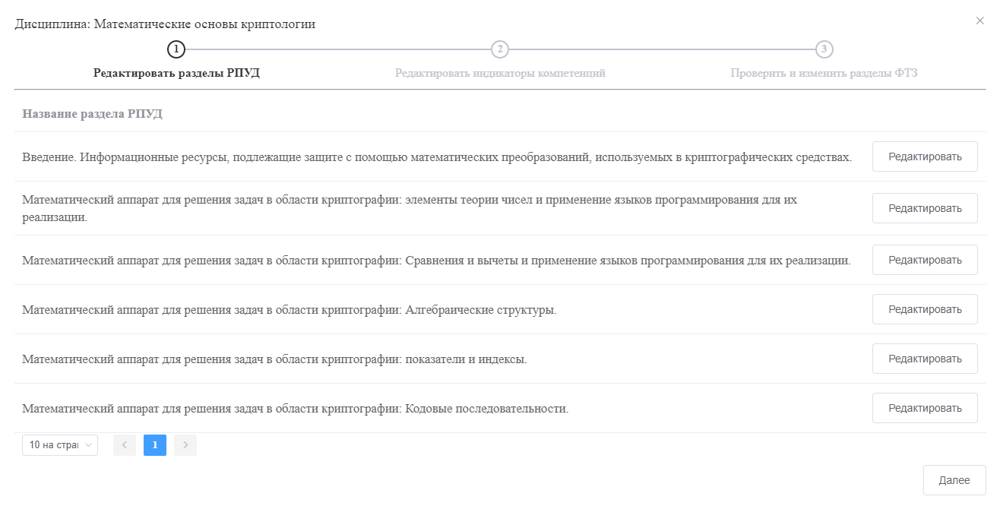 Дисциплина: Математические основы криптологии
1
2
3
Редактировать разделы РПУД
Редактировать индикаторы компетенций
Проверить и изменить разделы ФТЗ
Название раздела РПУД
Введение. Информационные ресурсы, подлежащие защите с помощью математических преобразований, используемых в криптографических средствах.
Редактировать
Математический аппарат для решения задач в области криптографии: элементы теории чисел и применение языков программирования для их
реализации.
Редактировать
Математический аппарат для решения задач в области криптографии: Сравнения и вычеты и применение языков программирования для их реализации.
Редактировать
Математический аппарат для решения задач в области криптографии: Алгебраические структуры.
Редактировать
Математический аппарат для решения задач в области криптографии: показатели и индексы.
Редактировать
Математический аппарат для решения задач в области криптографии: Кодовые последовательности.
Редактировать
10 на стра
1
Далее